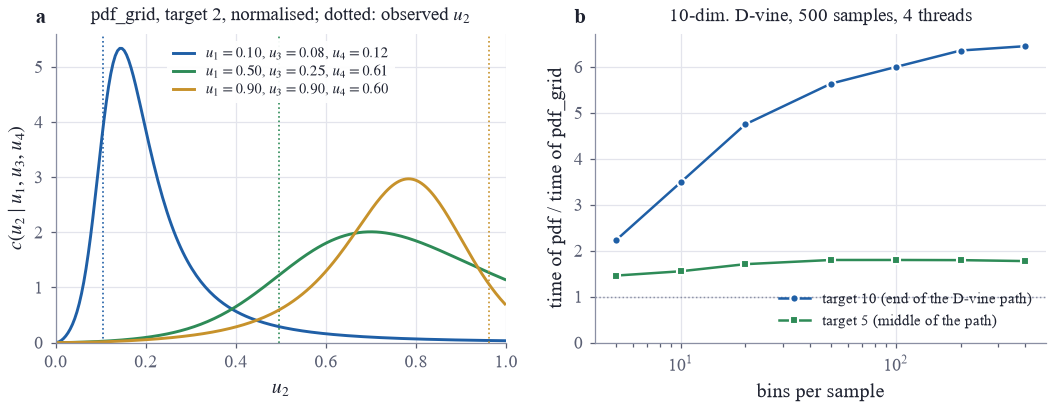 a
pdf_grid, target 2, normalised; dotted: observed u₂
u₁ = 0.10, u₃ = 0.08, u₄ = 0.12
u₁ = 0.50, u₃ = 0.25, u₄ = 0.61
u₁ = 0.90, u₃ = 0.90, u₄ = 0.60
c(u₂ | u₁, u₃, u₄)
5
4
3
2
1
0
0.0 0.2 0.4 0.6 0.8 1.0
u₂
b
10-dim. D-vine, 500 samples, 4 threads
time of pdf / time of pdf_grid
6
5
4
3
2
1
0
target 10 (end of the D-vine path)
target 5 (middle of the path)
10¹ 10²
bins per sample